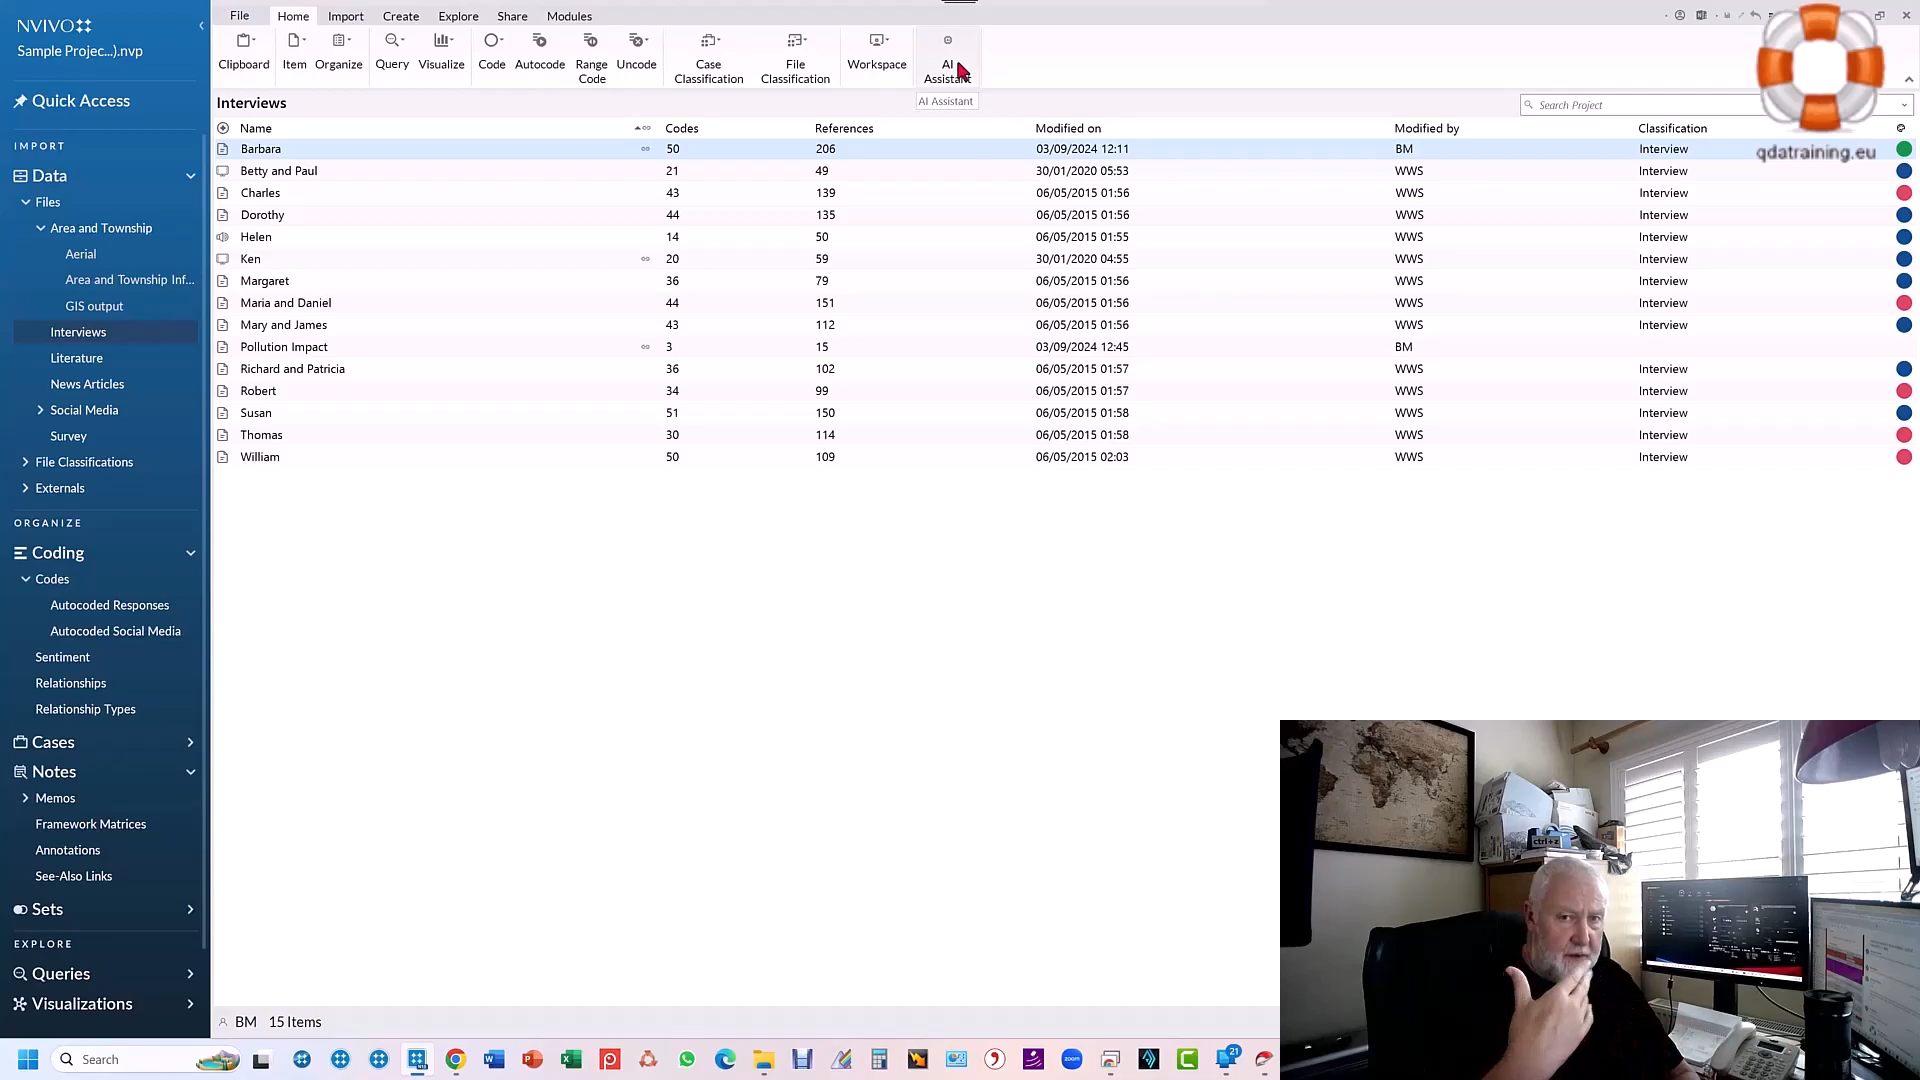 NVIVO
Sample Projec...).nvp
Quick Access
IMPORT
Data
Files
Area and Township
Aerial
Area and Township Inf...
GIS output
Interviews
Literature
News Articles
Social Media
Survey
File Classifications
Externals
ORGANIZE
Coding
Codes
Autocoded Responses
Autocoded Social Media
Sentiment
Relationships
Relationship Types
Cases
Notes
Memos
Framework Matrices
Annotations
See-Also Links
Sets
EXPLORE
Queries
Visualizations
File Home Import Create Explore Share Modules
Clipboard Item Organize Query Visualize Code Autocode Range Code Uncode Case Classification File Classification Workspace AI Assistant
AI Assistant
Interviews
Search Project
qdatraining.eu
Name Codes References Modified on Modified by Classification
Barbara 50 206 03/09/2024 12:11 BM Interview
Betty and Paul 21 49 30/01/2020 05:53 WWS Interview
Charles 43 139 06/05/2015 01:56 WWS Interview
Dorothy 44 135 06/05/2015 01:56 WWS Interview
Helen 14 50 06/05/2015 01:55 WWS Interview
Ken 20 59 30/01/2020 04:55 WWS Interview
Margaret 36 79 06/05/2015 01:56 WWS Interview
Maria and Daniel 44 151 06/05/2015 01:56 WWS Interview
Mary and James 43 112 06/05/2015 01:56 WWS Interview
Pollution Impact 3 15 03/09/2024 12:45 BM
Richard and Patricia 36 102 06/05/2015 01:57 WWS Interview
Robert 34 99 06/05/2015 01:57 WWS Interview
Susan 51 150 06/05/2015 01:58 WWS Interview
Thomas 30 114 06/05/2015 01:58 WWS Interview
William 50 109 06/05/2015 02:03 WWS Interview
ctrl+z
BM 15 Items
Search
zoom
21